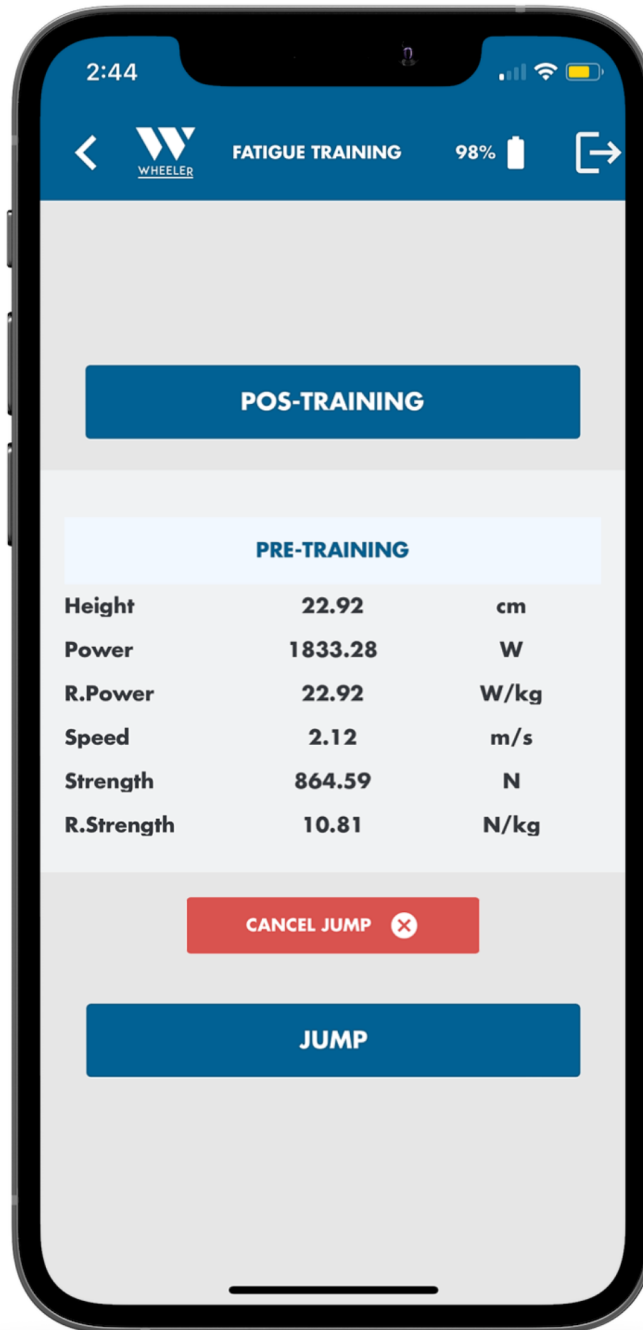 2:44
WHEELER
FATIGUE TRAINING
98%
POS-TRAINING
PRE-TRAINING
Height 22.92 cm
Power 1833.28 W
R.Power 22.92 W/kg
Speed 2.12 m/s
Strength 864.59 N
R.Strength 10.81 N/kg
CANCEL JUMP
JUMP